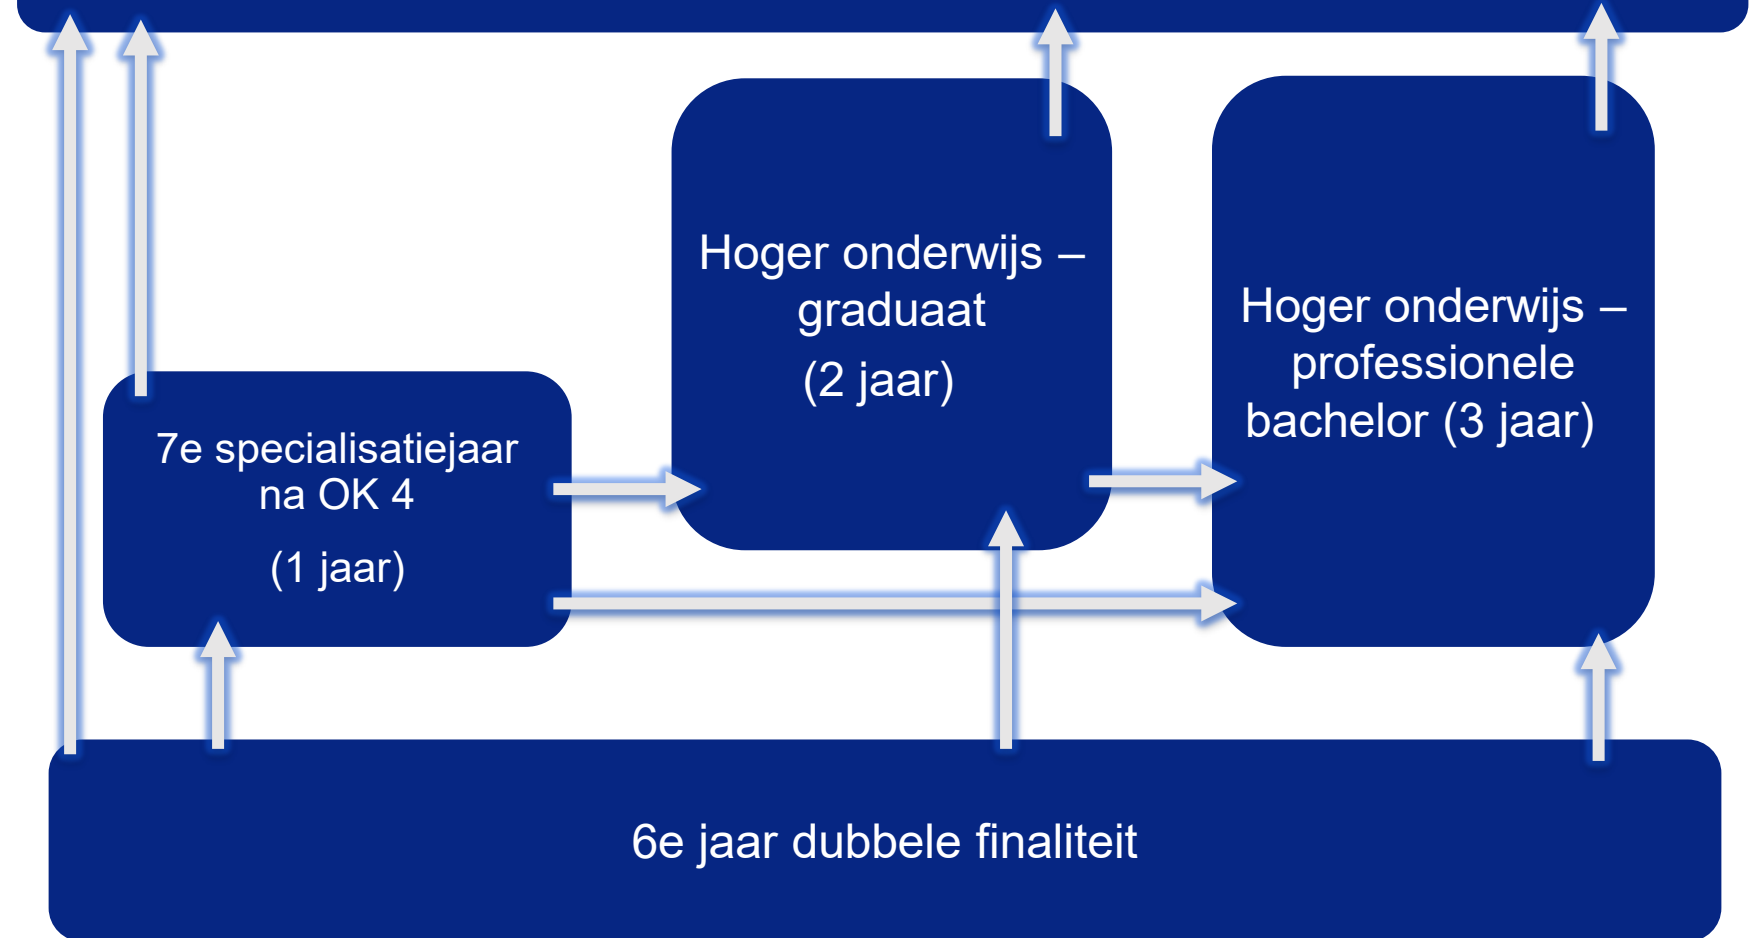 Hoger onderwijs –
graduaat
(2 jaar)
Hoger onderwijs –
professionele
bachelor (3 jaar)
7e specialisatiejaar
na OK 4
(1 jaar)
6e jaar dubbele finaliteit